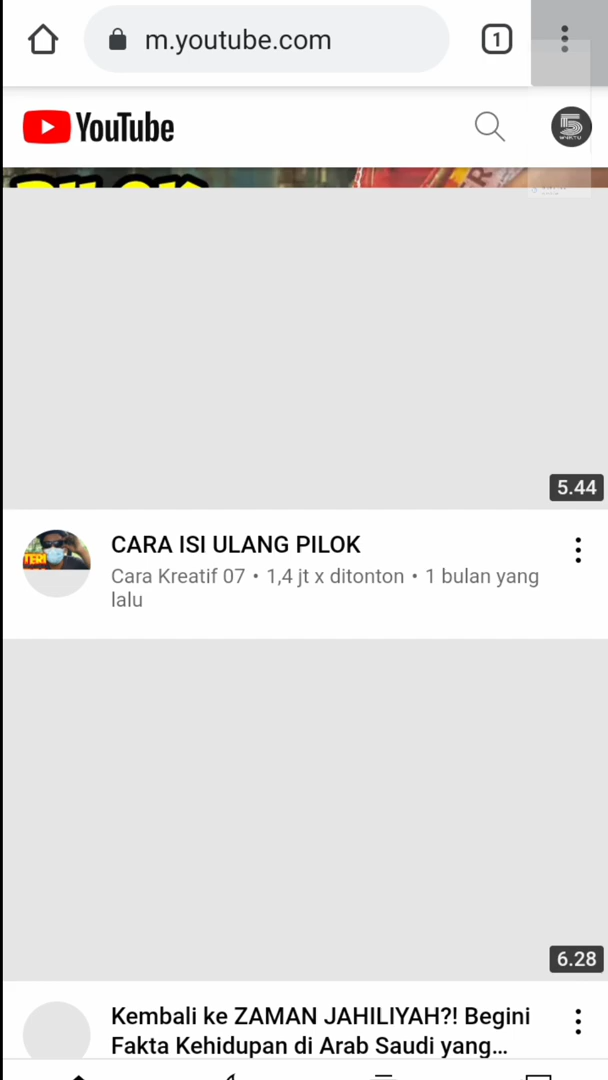 m.youtube.com
1
YouTube
5.44
CARA ISI ULANG PILOK
Cara Kreatif 07 • 1,4 jt x ditonton • 1 bulan yang
lalu
6.28
Kembali ke ZAMAN JAHILIYAH?! Begini
Fakta Kehidupan di Arab Saudi yang...